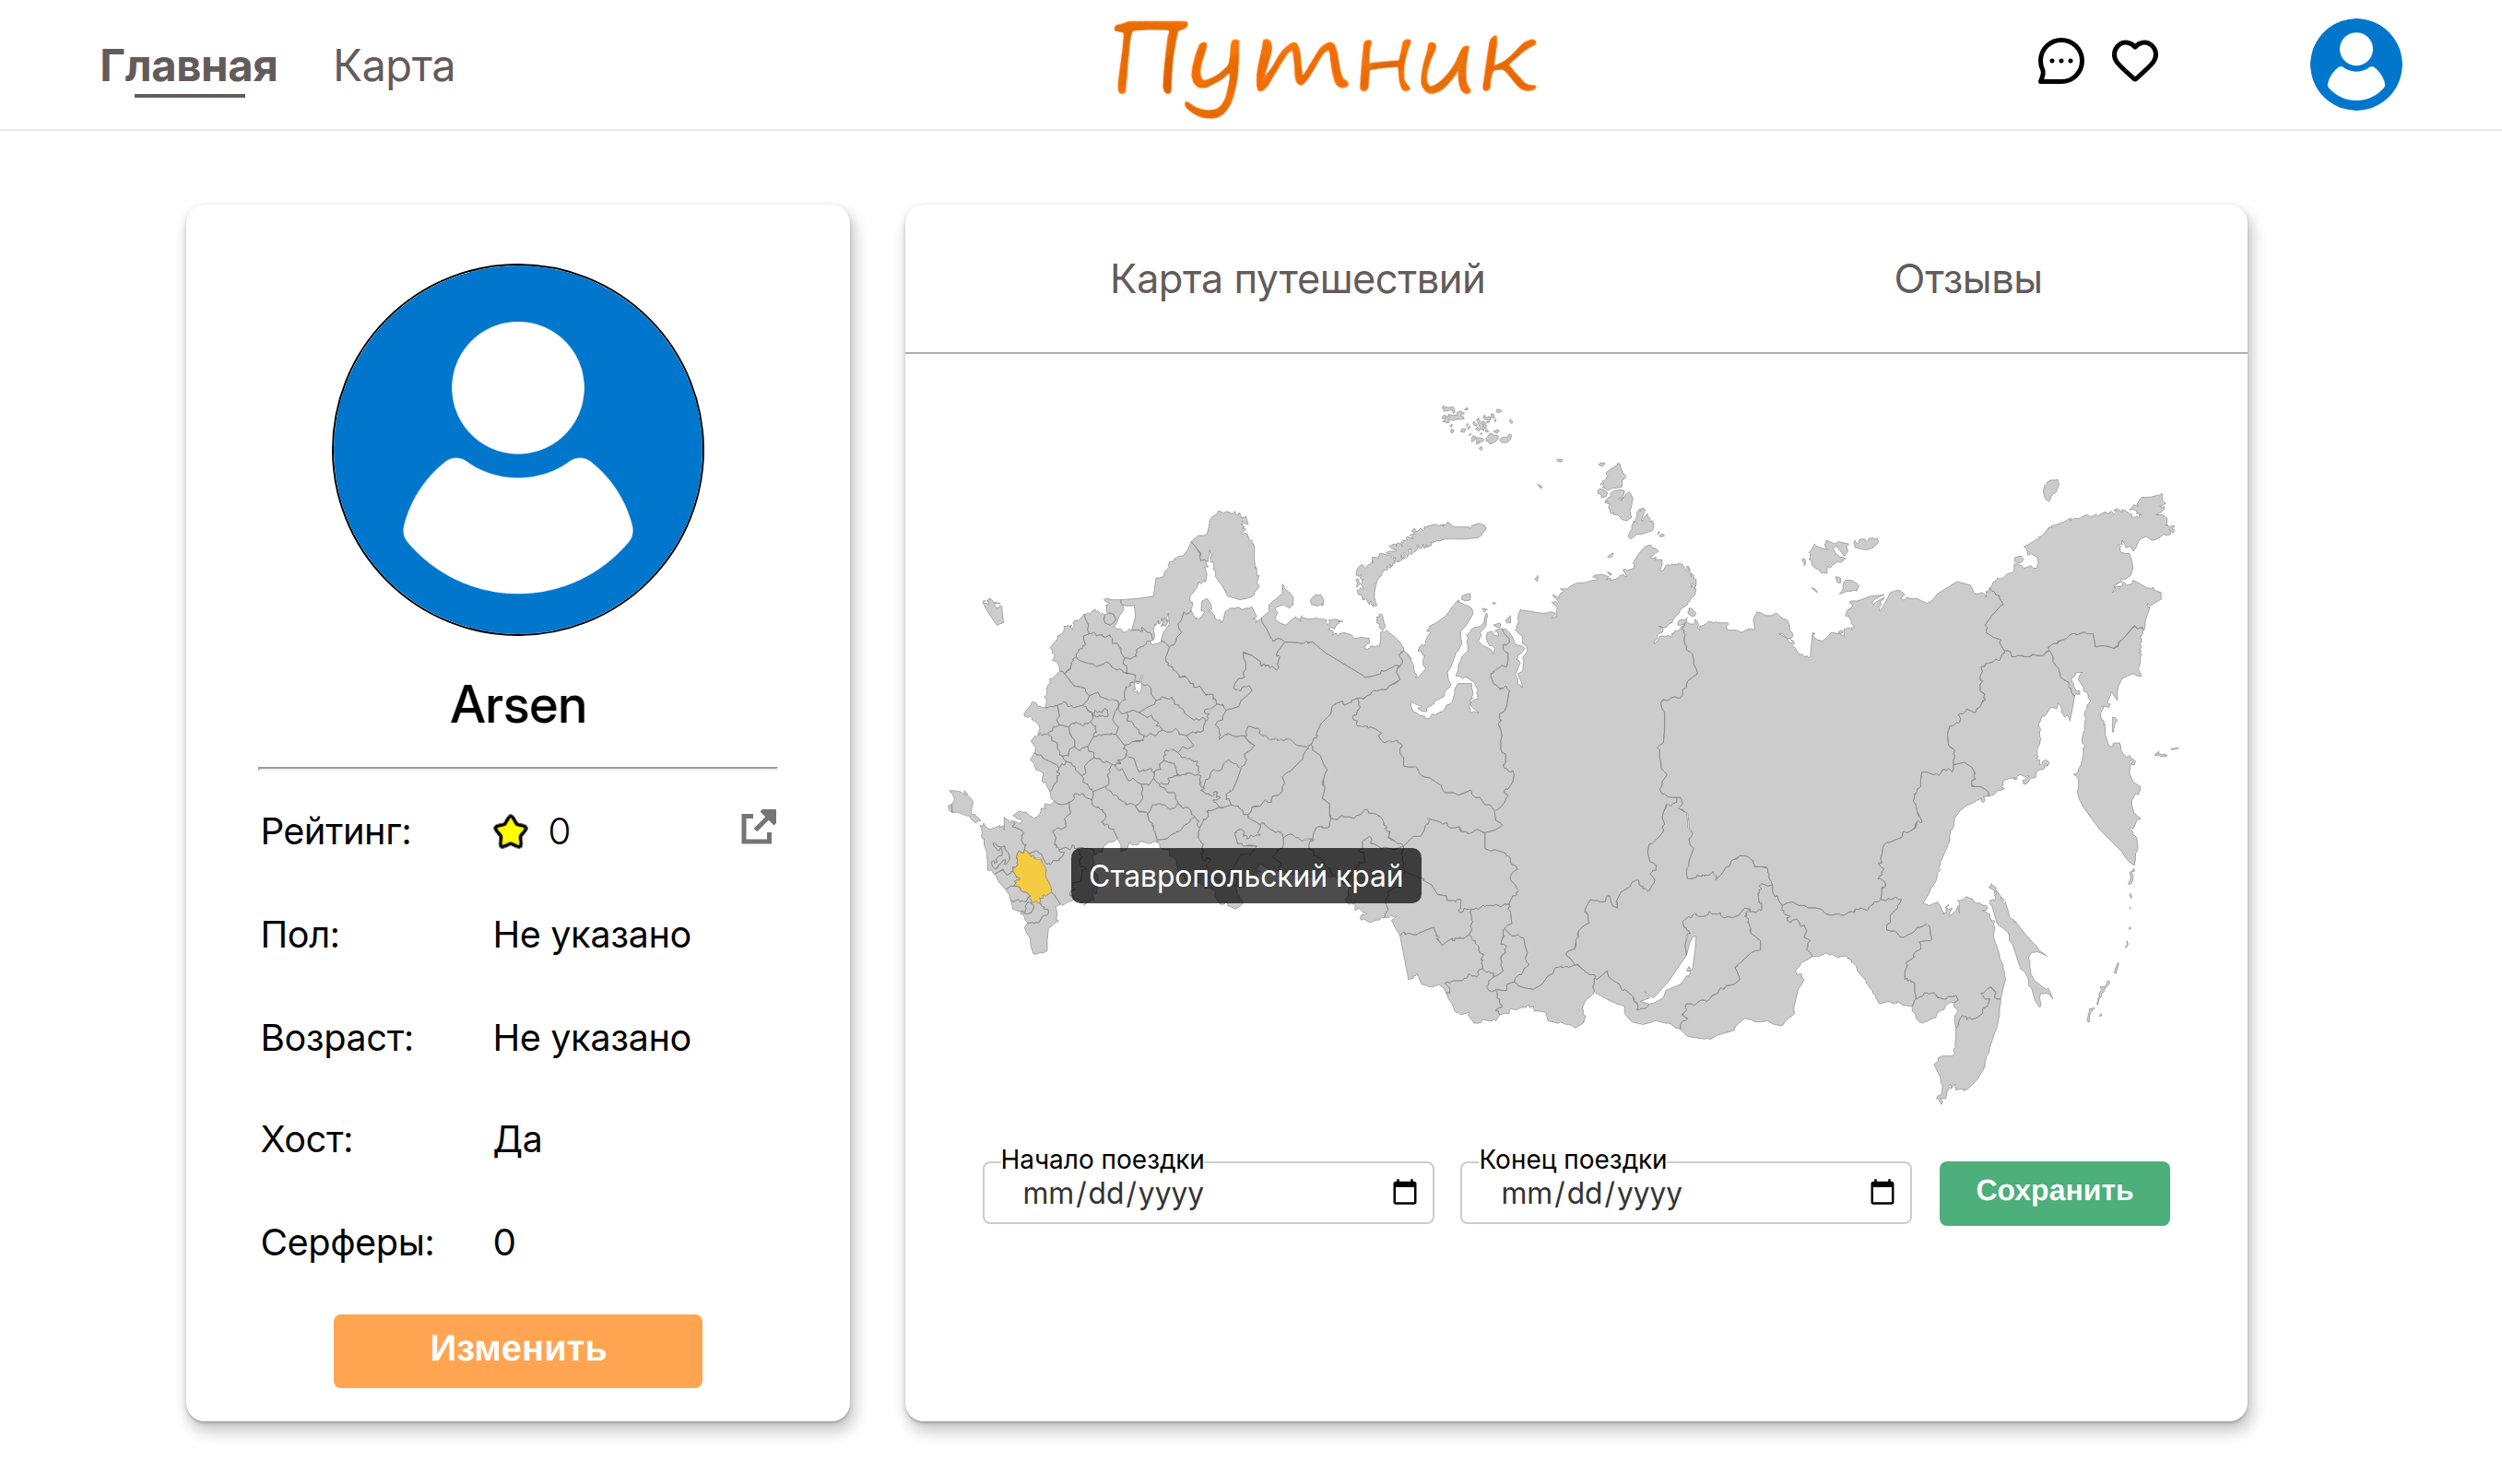 Главная Карта
Путник
Карта путешествий Отзывы
Arsen
Рейтинг: 0
Пол: Не указано
Возраст: Не указано
Хост: Да
Серферы: 0
Изменить
Ставропольский край
Начало поездки
mm/dd/yyyy
Конец поездки
mm/dd/yyyy
Сохранить